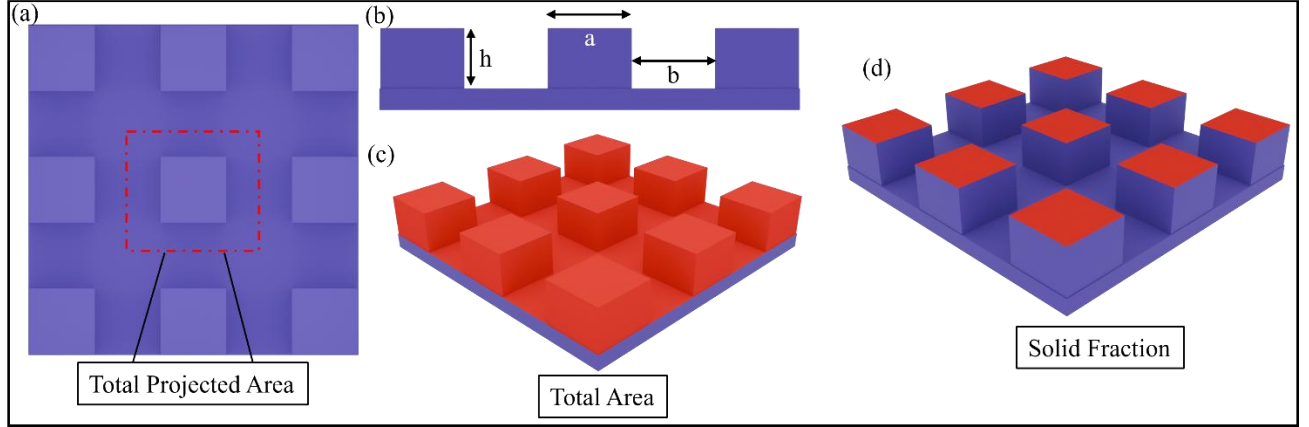 (a)
Total Projected Area
(b)
a
h
b
(c)
Total Area
(d)
Solid Fraction